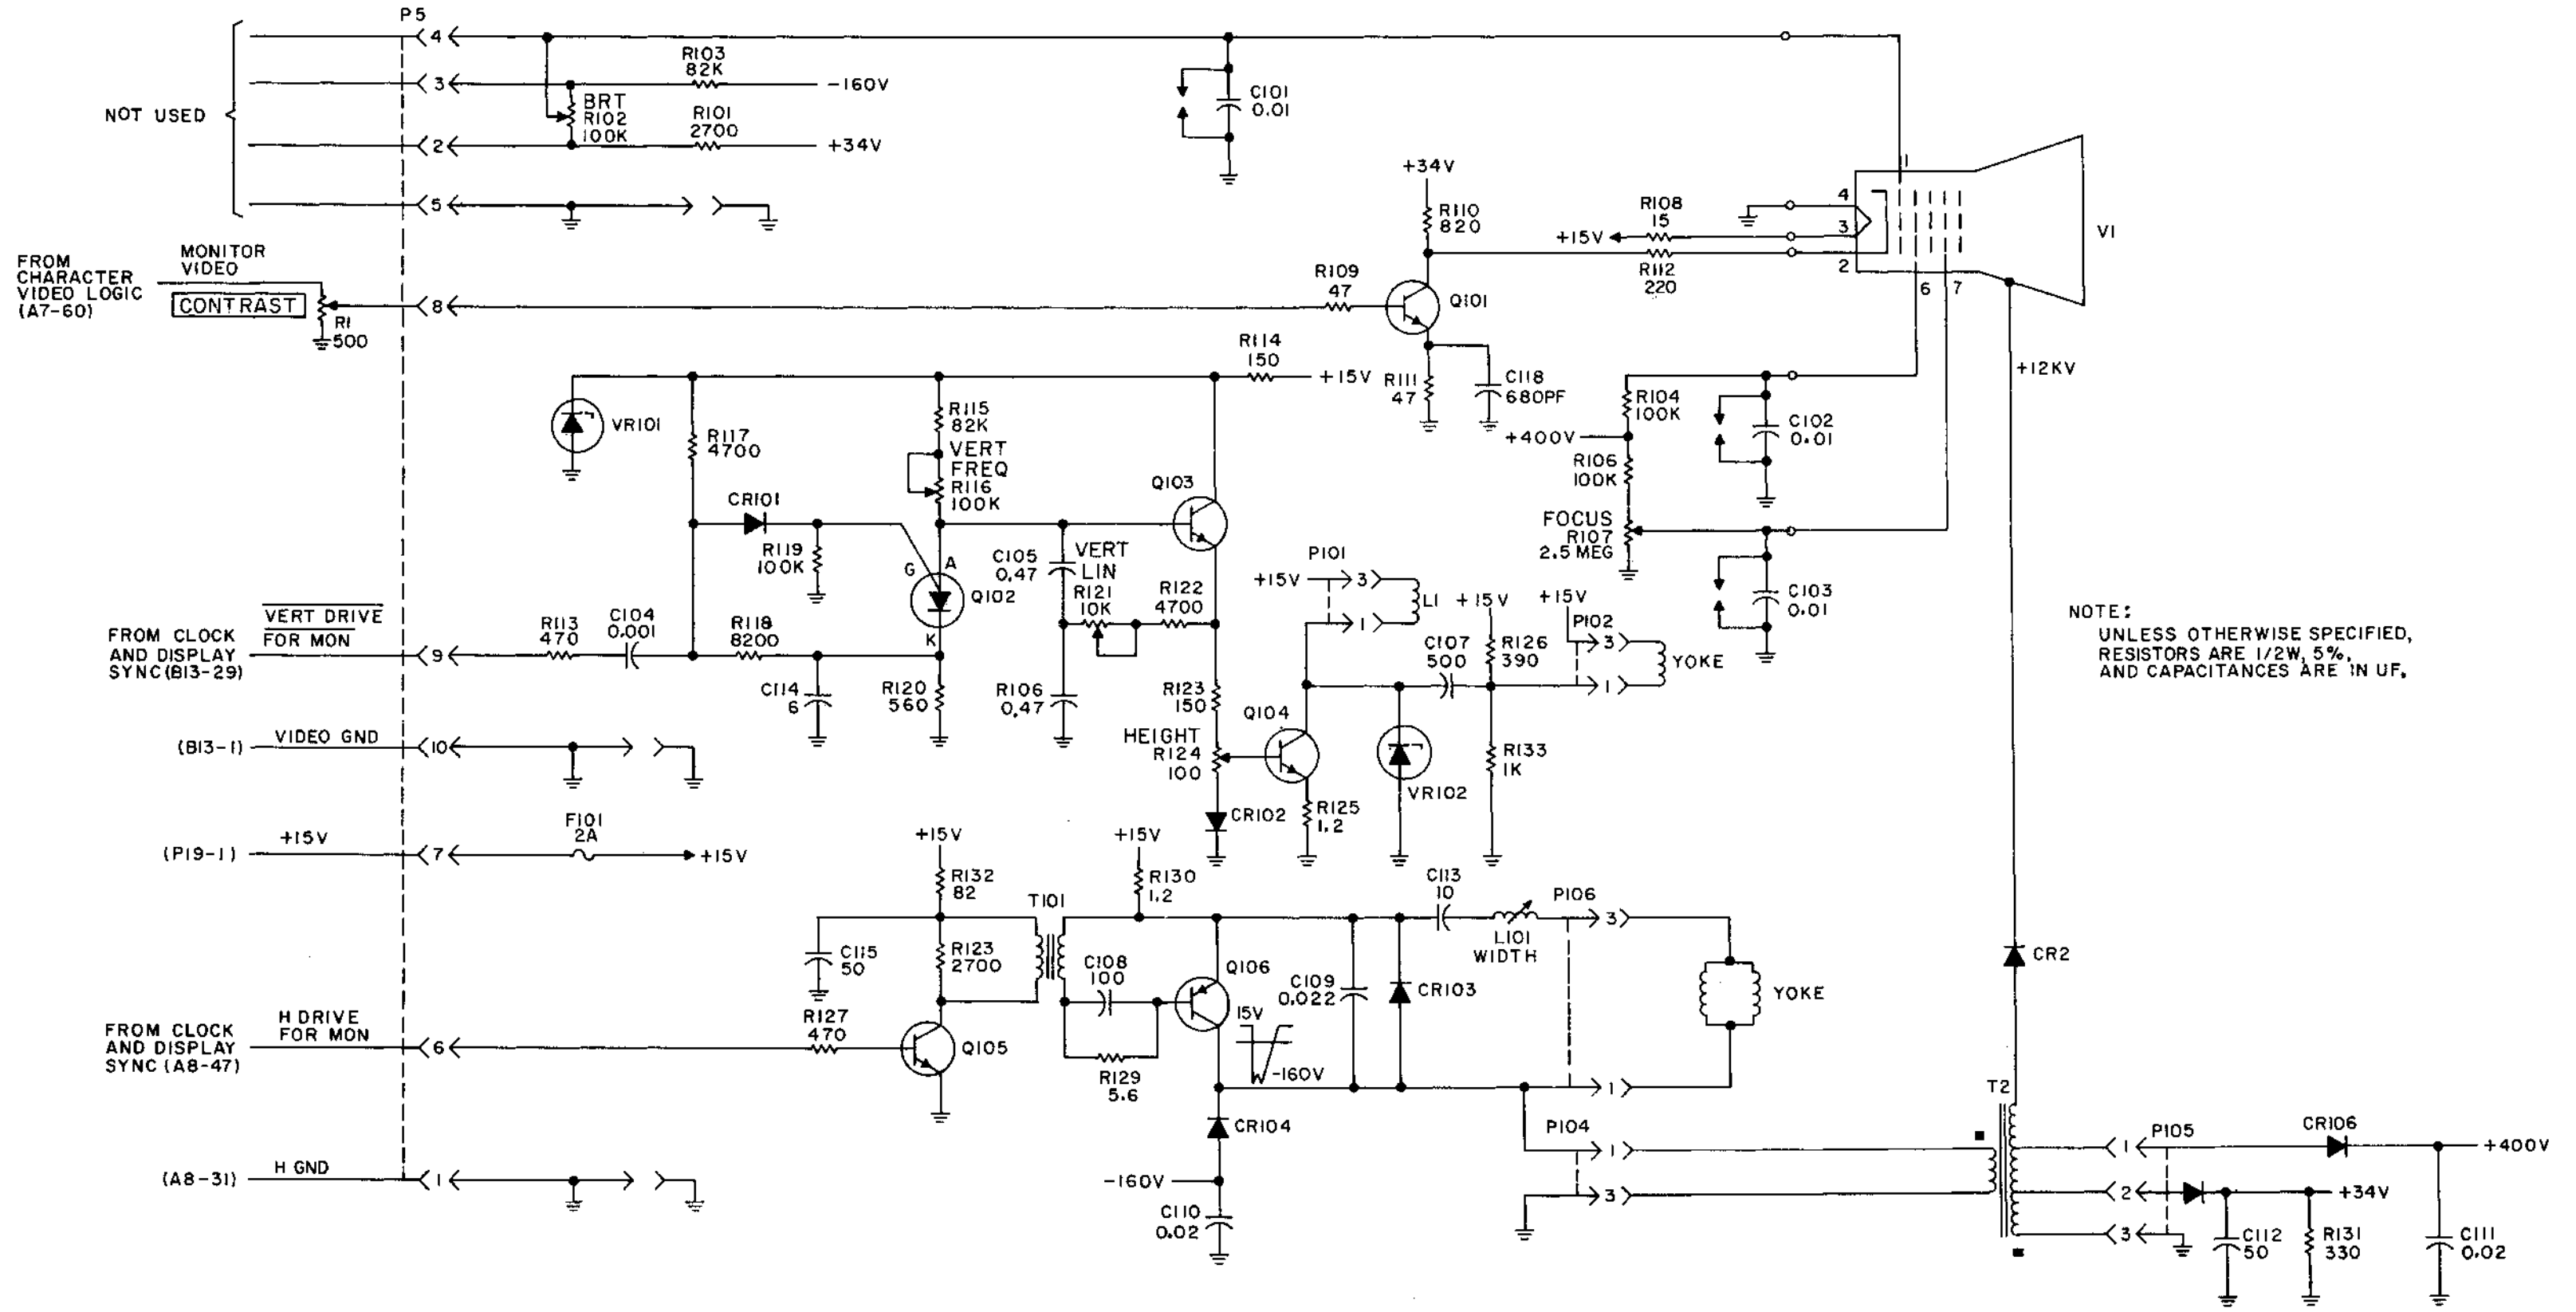 P5
4
3
2
5
NOT USED
R103
82K
-160V
BRT
R102
100K
R101
2700
+34V
C101
0.01
FROM
CHARACTER
VIDEO LOGIC
(A7-60)
MONITOR
VIDEO
CONTRAST
R1
500
8
R109
47
+34V
R110
820
Q101
R111
47
C118
680PF
+15V
R108
15
R112
220
1
4
3
2
6
7
V1
+12KV
R104
100K
+400V
R106
100K
FOCUS
R107
2.5 MEG
C102
0.01
C103
0.01
R114
150
+15V
VR101
R117
4700
R115
82K
VERT
FREQ
R116
100K
CR101
R119
100K
G
A
K
Q102
Q103
C105
0.47
VERT
LIN
R121
10K
R122
4700
FROM CLOCK
AND DISPLAY
SYNC(B13-29)
VERT DRIVE
FOR MON
9
R113
470
C104
0.001
R118
8200
C114
6
R120
560
R106
0.47
R123
150
HEIGHT
R124
100
CR102
Q104
R125
1.2
P101
+15V
3
1
L1
+15V
R126
390
C107
500
VR102
R133
1K
+15V
P102
3
1
YOKE
NOTE:
UNLESS OTHERWISE SPECIFIED,
RESISTORS ARE 1/2W, 5%,
AND CAPACITANCES ARE IN UF.
(B13-1)
VIDEO GND
10
(P19-1)
+15V
7
F101
2A
+15V
+15V
R132
82
C115
50
R123
2700
T101
+15V
R130
1.2
C108
100
R129
5.6
Q106
15V
-160V
C109
0.022
CR103
C113
10
L101
WIDTH
P106
3
1
YOKE
FROM CLOCK
AND DISPLAY
SYNC (A8-47)
H DRIVE
FOR MON
6
R127
470
Q105
CR104
-160V
C110
0.02
(A8-31)
H GND
1
P104
1
3
CR2
T2
P105
1
2
3
CR106
+400V
+34V
C112
50
R131
330
C111
0.02